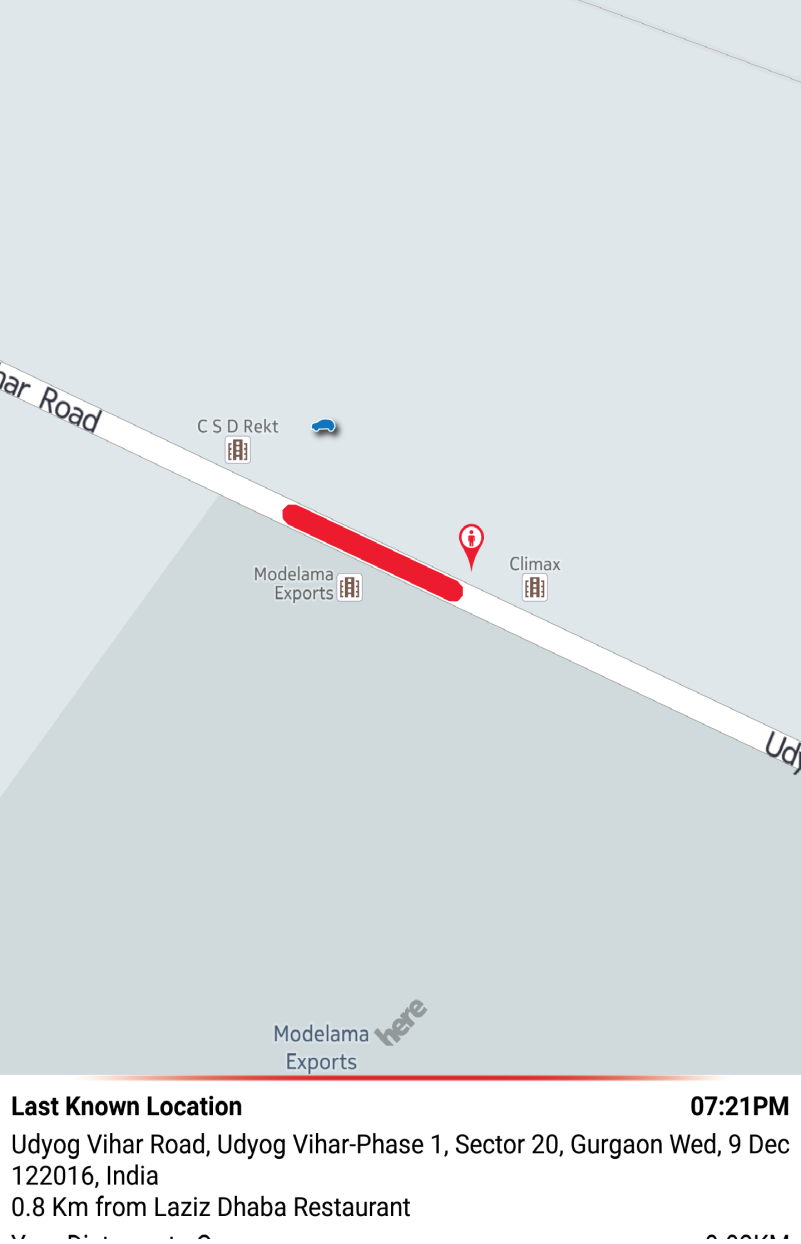 har Road
C S D Rekt
Climax
Modelama
Exports
Udy
here
Modelama
Exports
Last Known Location 07:21PM
Udyog Vihar Road, Udyog Vihar-Phase 1, Sector 20, Gurgaon Wed, 9 Dec
122016, India
0.8 Km from Laziz Dhaba Restaurant